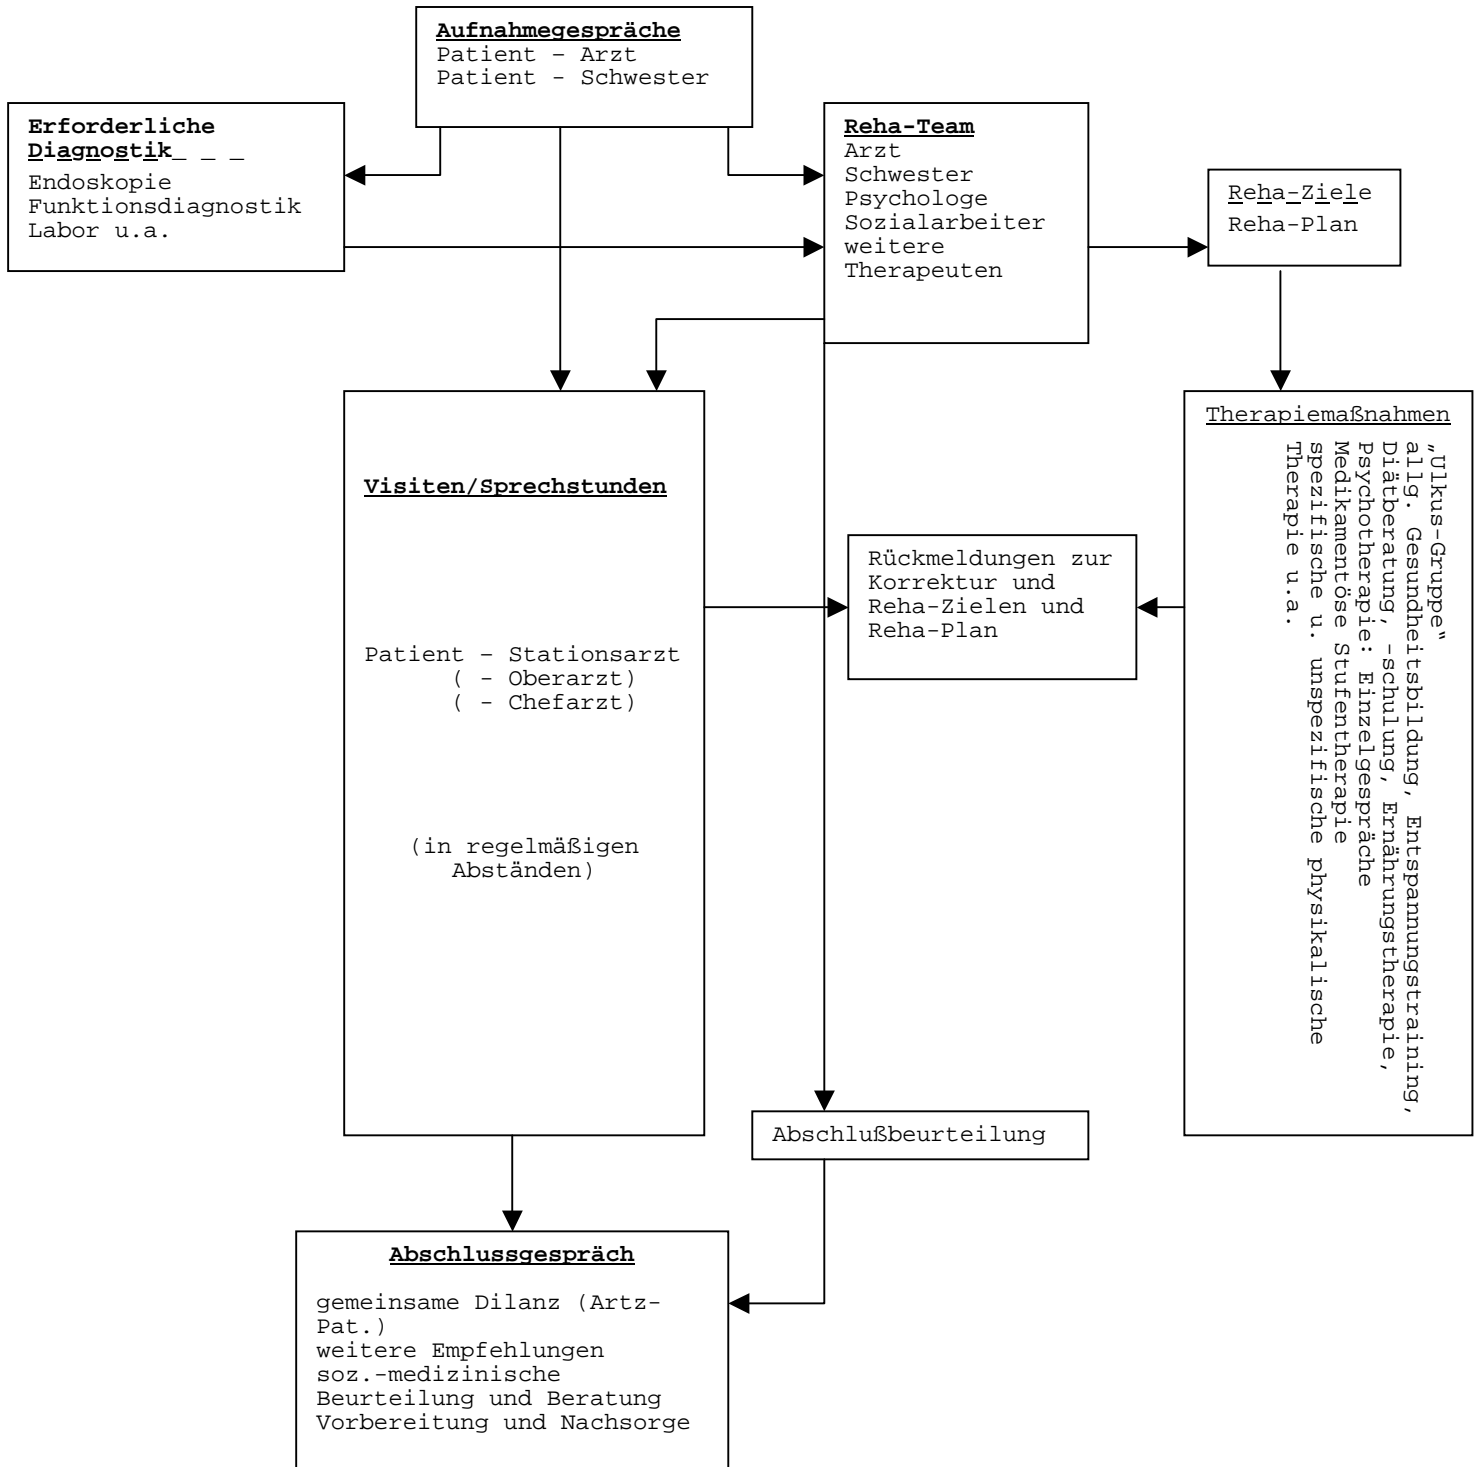 Aufnahmegespräche
Patient – Arzt
Patient - Schwester
Erforderliche
Diagnostik_ _ _
Endoskopie
Funktionsdiagnostik
Labor u.a.
Reha-Team
Arzt
Schwester
Psychologe
Sozialarbeiter
weitere
Therapeuten
Reha-Ziele
Reha-Plan
Visiten/Sprechstunden
Patient – Stationsarzt
( - Oberarzt)
( - Chefarzt)
(in regelmäßigen
Abständen)
Rückmeldungen zur
Korrektur und
Reha-Zielen und
Reha-Plan
Therapiemaßnahmen
„Ulkus-Gruppe“
allg. Gesundheitsbildung, Entspannungstraining,
Diätberatung, -schulung, Ernährungstherapie,
Psychotherapie: Einzelgespräche
Medikamentöse Stufentherapie
spezifische u. unspezifische physikalische
Therapie u.a.
Abschlußbeurteilung
Abschlussgespräch
gemeinsame Dilanz (Artz-
Pat.)
weitere Empfehlungen
soz.-medizinische
Beurteilung und Beratung
Vorbereitung und Nachsorge